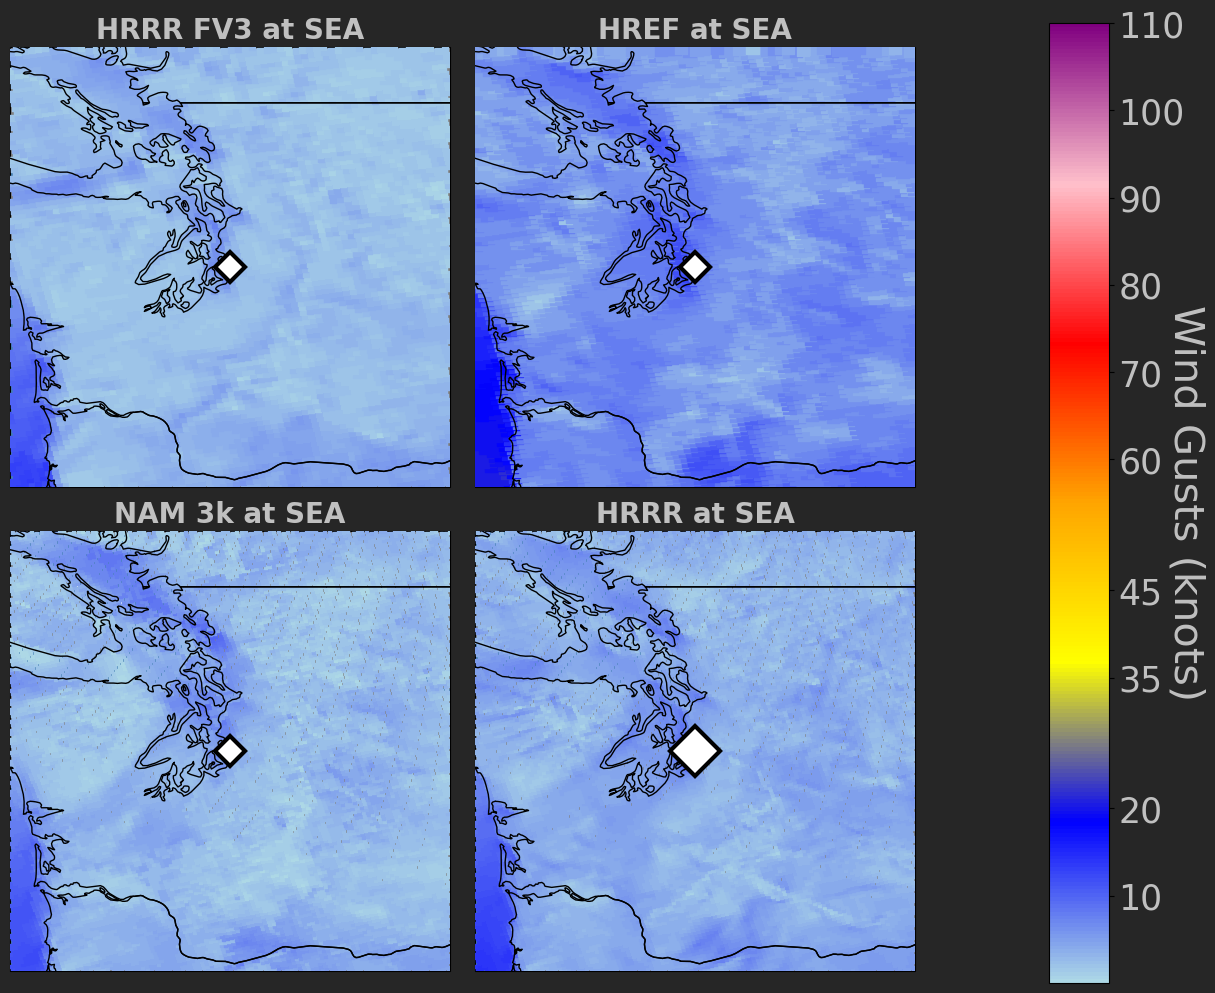 HRRR FV3 at SEA
HREF at SEA
NAM 3k at SEA
HRRR at SEA
110
100
90
80
70
60
45
35
20
10
Wind Gusts (knots)